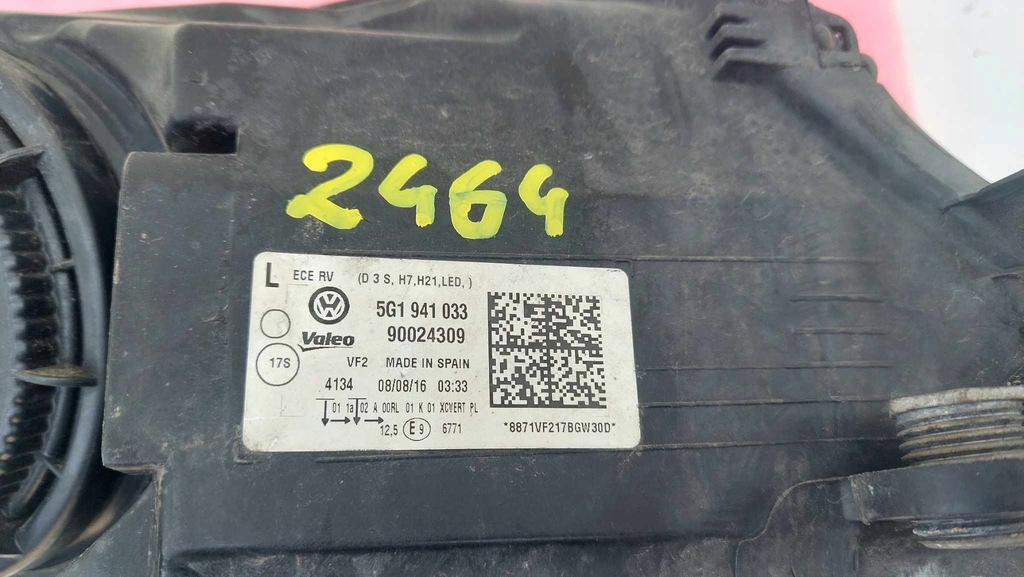 2464
L ECE RV (D 3 S, H7,H21,LED, )
5G1 941 033
Valeo 90024309
17S
VF2 MADE IN SPAIN
4134 08/08/16 03:33
01 1a 02 A 00RL 01 K 01 XCVERT PL
12,5 E9 6771 *8871VF217BGW30D*